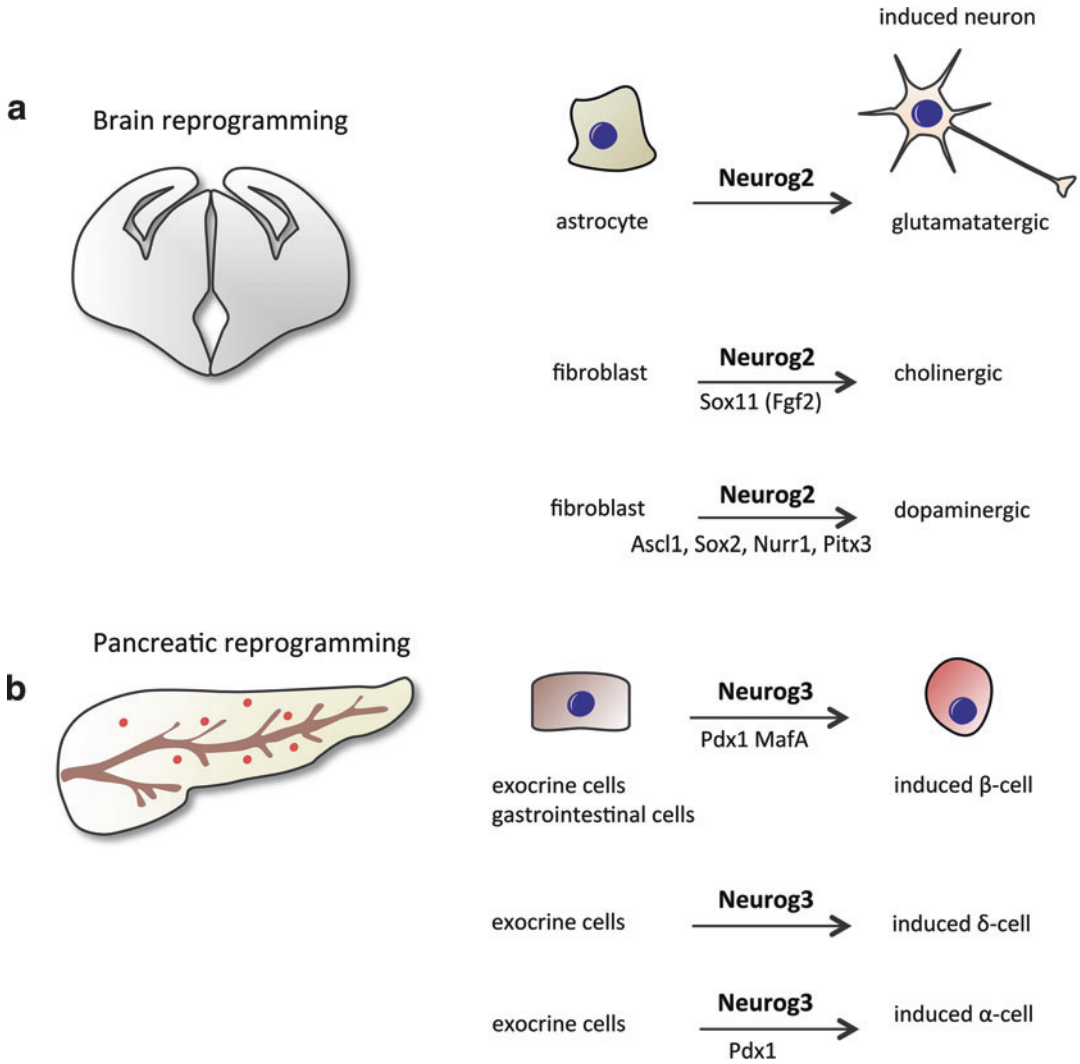 a
Brain reprogramming
induced neuron
Neurog2
astrocyte
glutamatatergic
Neurog2
fibroblast
cholinergic
Sox11 (Fgf2)
Neurog2
fibroblast
dopaminergic
Ascl1, Sox2, Nurr1, Pitx3
b
Pancreatic reprogramming
Neurog3
Pdx1 MafA
exocrine cells
gastrointestinal cells
induced β-cell
Neurog3
exocrine cells
induced δ-cell
Neurog3
exocrine cells
induced α-cell
Pdx1